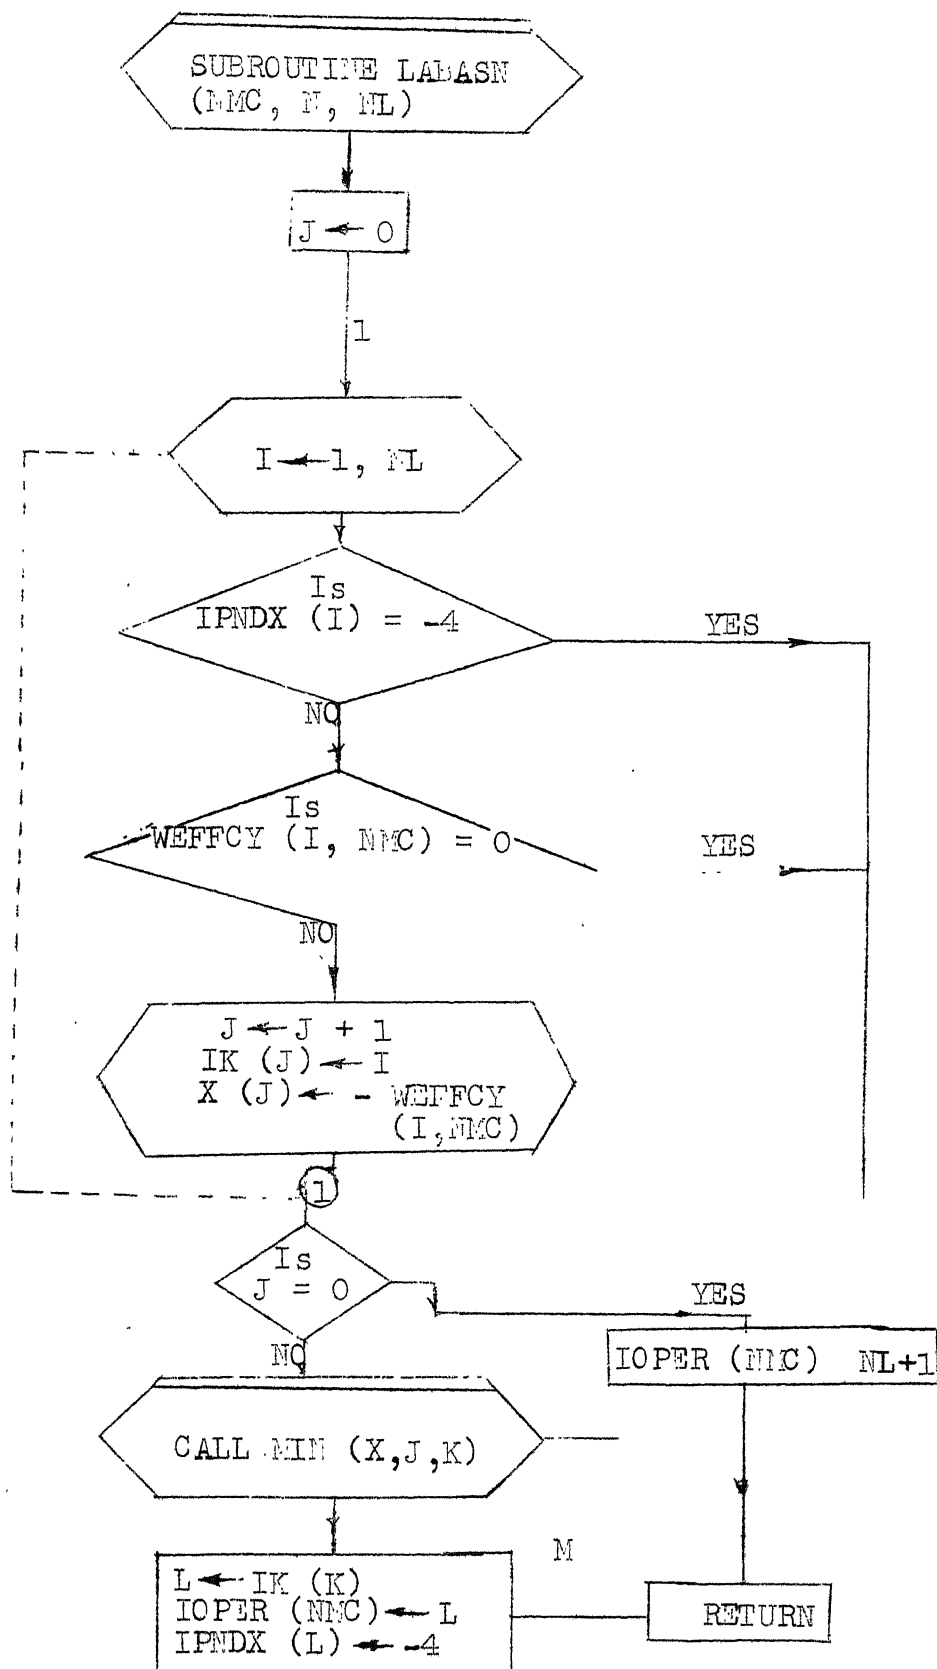 SUBROUTINE LABASN
(NMC, N, NL)
J ← 0
1
I ← 1, NL
Is
IPNDX (I) = -4
YES
NO
Is
WEFFCY (I, NMC) = 0
YES
NO
J ← J + 1
IK (J) ← I
X (J) ← - WEFFCY
(I,NMC)
1
Is
J = 0
YES
NO
IOPER (NMC) NL+1
CALL MIN (X,J,K)
M
L ← IK (K)
IOPER (NMC) ← L
IPNDX (L) ← -4
RETURN